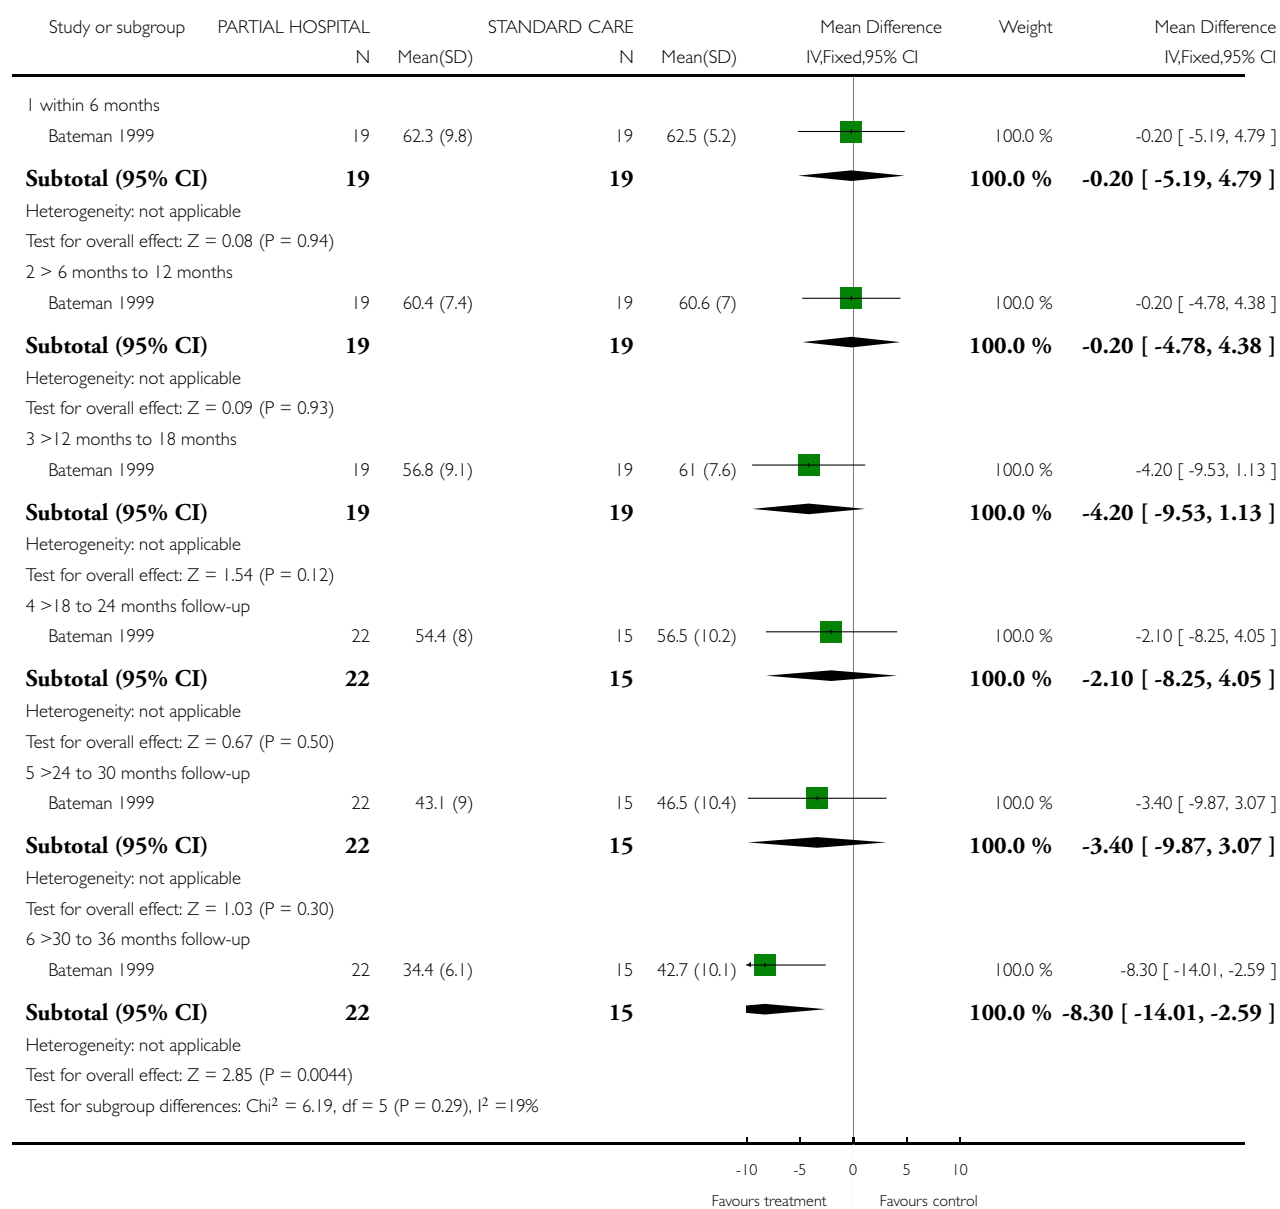 Study or subgroup PARTIAL HOSPITAL STANDARD CARE Mean Difference Weight Mean Difference
N Mean(SD) N Mean(SD) IV,Fixed,95% CI IV,Fixed,95% CI
1 within 6 months
Bateman 1999 19 62.3 (9.8) 19 62.5 (5.2) 100.0 % -0.20 [ -5.19, 4.79 ]
Subtotal (95% CI) 19 19 100.0 % -0.20 [ -5.19, 4.79 ]
Heterogeneity: not applicable
Test for overall effect: Z = 0.08 (P = 0.94)
2 > 6 months to 12 months
Bateman 1999 19 60.4 (7.4) 19 60.6 (7) 100.0 % -0.20 [ -4.78, 4.38 ]
Subtotal (95% CI) 19 19 100.0 % -0.20 [ -4.78, 4.38 ]
Heterogeneity: not applicable
Test for overall effect: Z = 0.09 (P = 0.93)
3 >12 months to 18 months
Bateman 1999 19 56.8 (9.1) 19 61 (7.6) 100.0 % -4.20 [ -9.53, 1.13 ]
Subtotal (95% CI) 19 19 100.0 % -4.20 [ -9.53, 1.13 ]
Heterogeneity: not applicable
Test for overall effect: Z = 1.54 (P = 0.12)
4 >18 to 24 months follow-up
Bateman 1999 22 54.4 (8) 15 56.5 (10.2) 100.0 % -2.10 [ -8.25, 4.05 ]
Subtotal (95% CI) 22 15 100.0 % -2.10 [ -8.25, 4.05 ]
Heterogeneity: not applicable
Test for overall effect: Z = 0.67 (P = 0.50)
5 >24 to 30 months follow-up
Bateman 1999 22 43.1 (9) 15 46.5 (10.4) 100.0 % -3.40 [ -9.87, 3.07 ]
Subtotal (95% CI) 22 15 100.0 % -3.40 [ -9.87, 3.07 ]
Heterogeneity: not applicable
Test for overall effect: Z = 1.03 (P = 0.30)
6 >30 to 36 months follow-up
Bateman 1999 22 34.4 (6.1) 15 42.7 (10.1) 100.0 % -8.30 [ -14.01, -2.59 ]
Subtotal (95% CI) 22 15 100.0 % -8.30 [ -14.01, -2.59 ]
Heterogeneity: not applicable
Test for overall effect: Z = 2.85 (P = 0.0044)
Test for subgroup differences: Chi² = 6.19, df = 5 (P = 0.29), I² =19%
-10 -5 0 5 10
Favours treatment Favours control